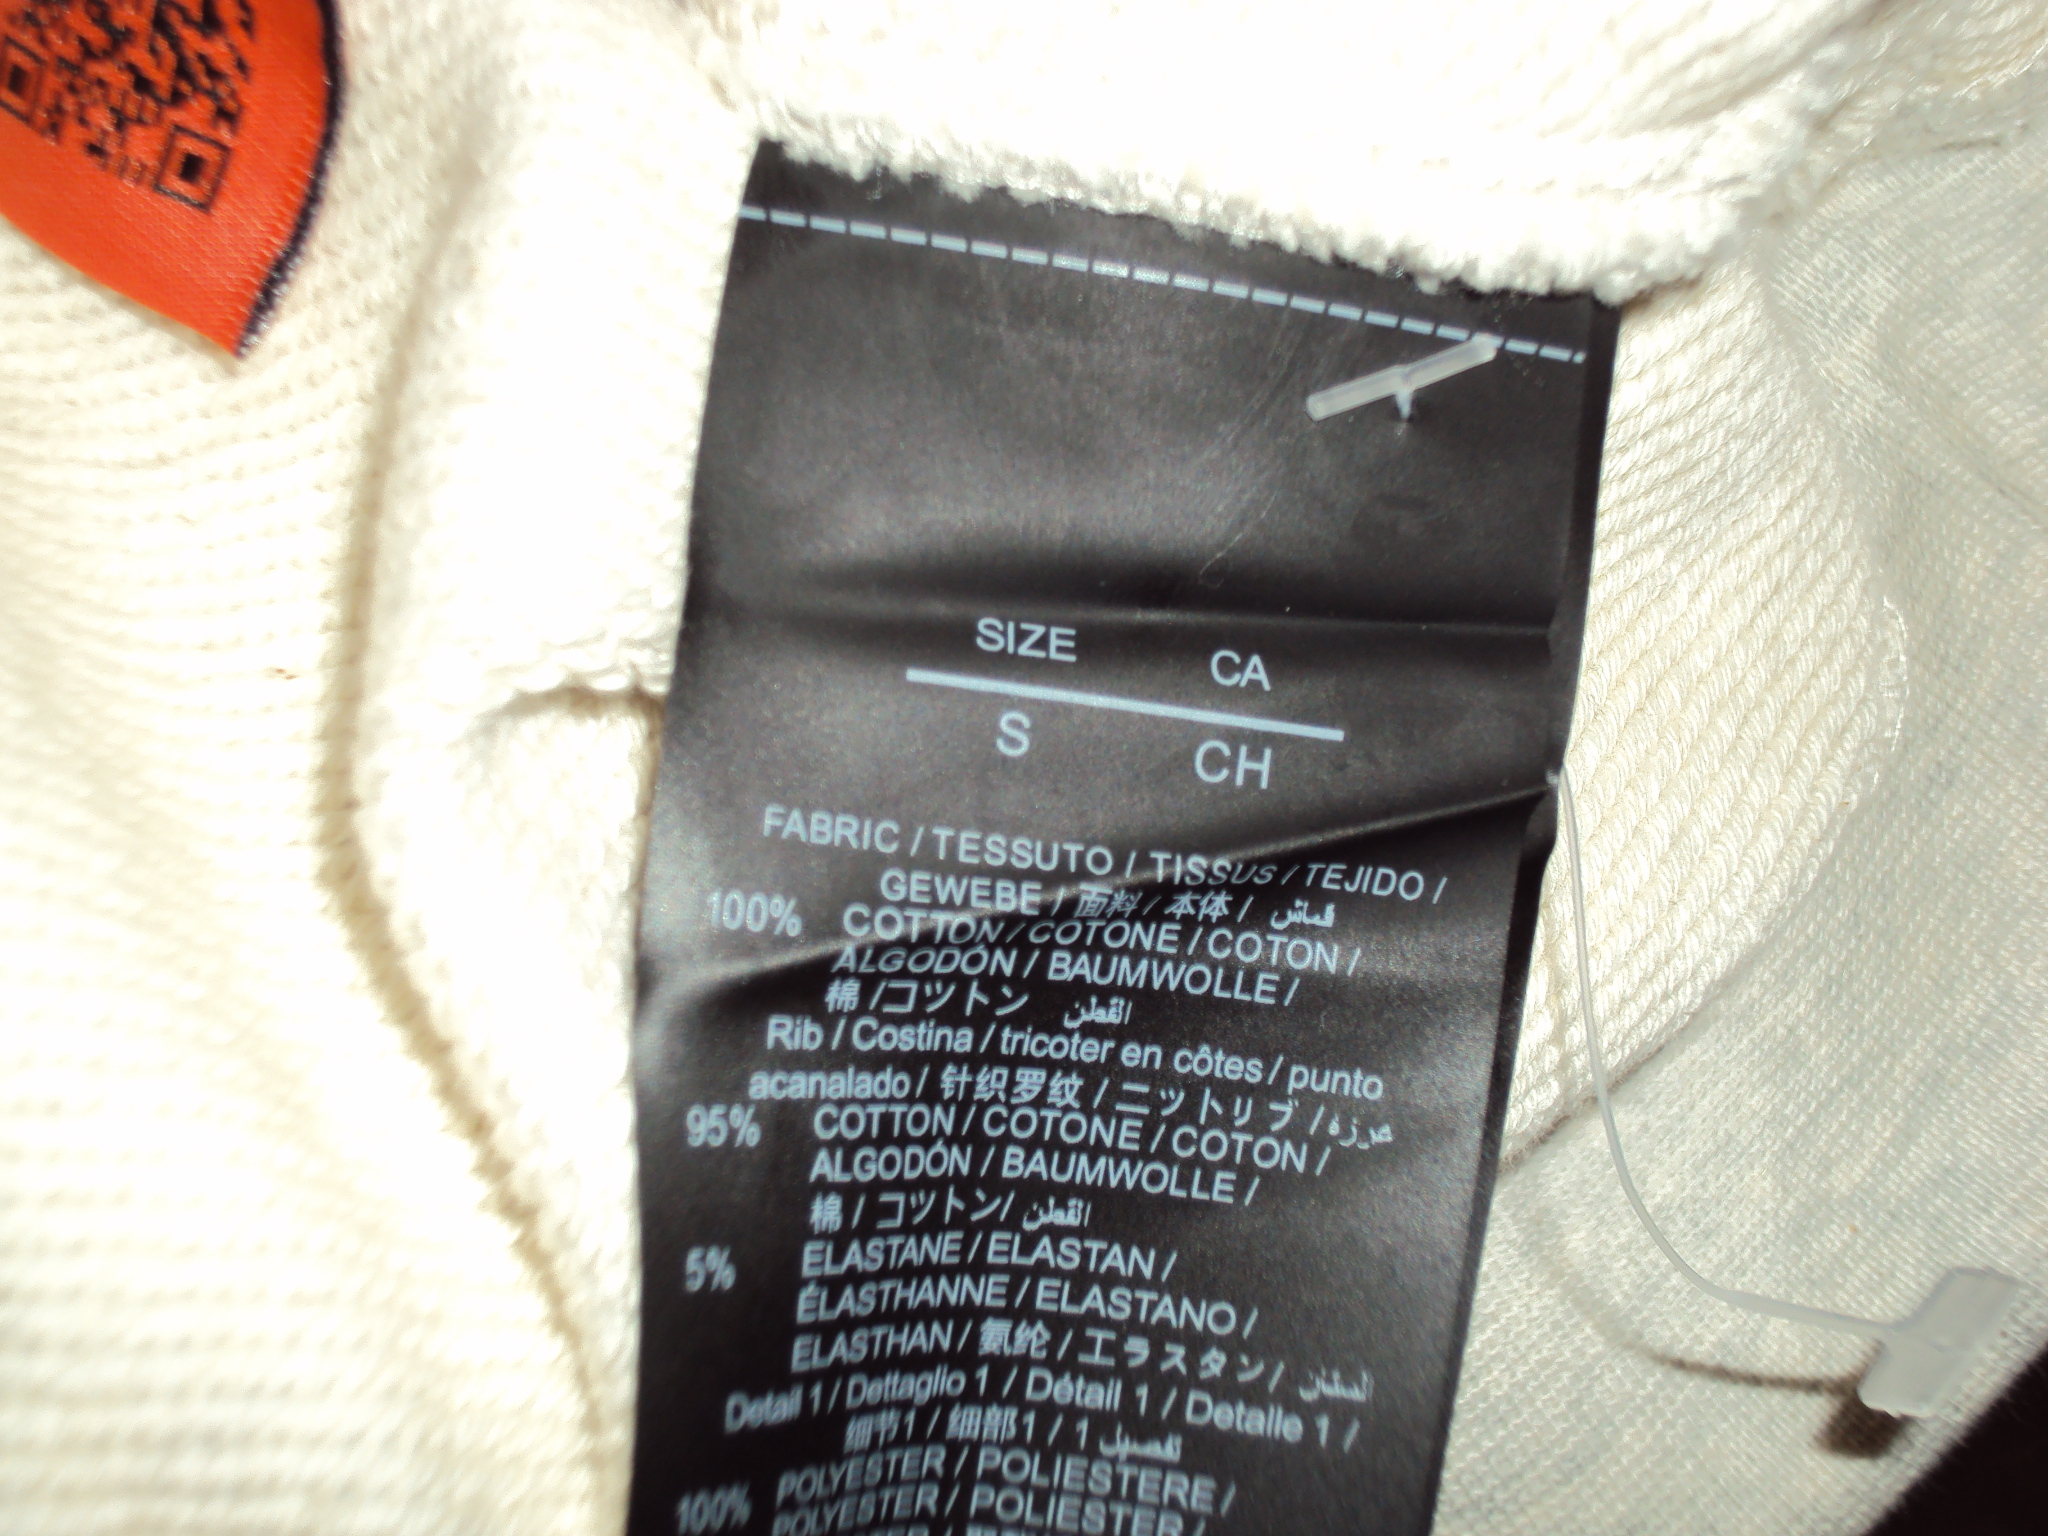 SIZE CA
S CH
FABRIC / TESSUTO / TISSUS / TEJIDO /
GEWEBE / 面料 / 本体 / قماش
100% COTTON / COTONE / COTON /
ALGODÓN / BAUMWOLLE /
棉 /コットン القطن
Rib / Costina / tricoter en côtes / punto
acanalado / 针织罗纹 / ニットリブ /
95% COTTON / COTONE / COTON /
ALGODÓN / BAUMWOLLE /
棉 / コットン/ القطن
5% ELASTANE / ELASTAN /
ÉLASTHANNE / ELASTANO /
ELASTHAN / 氨纶 / エラスタン/
Detail 1 / Dettaglio 1 / Détail 1 / Detalle 1 /
细节1 / 细部1 / 1 تفصيل
100% POLYESTER / POLIESTERE /
POLYESTER / POLIESTER /